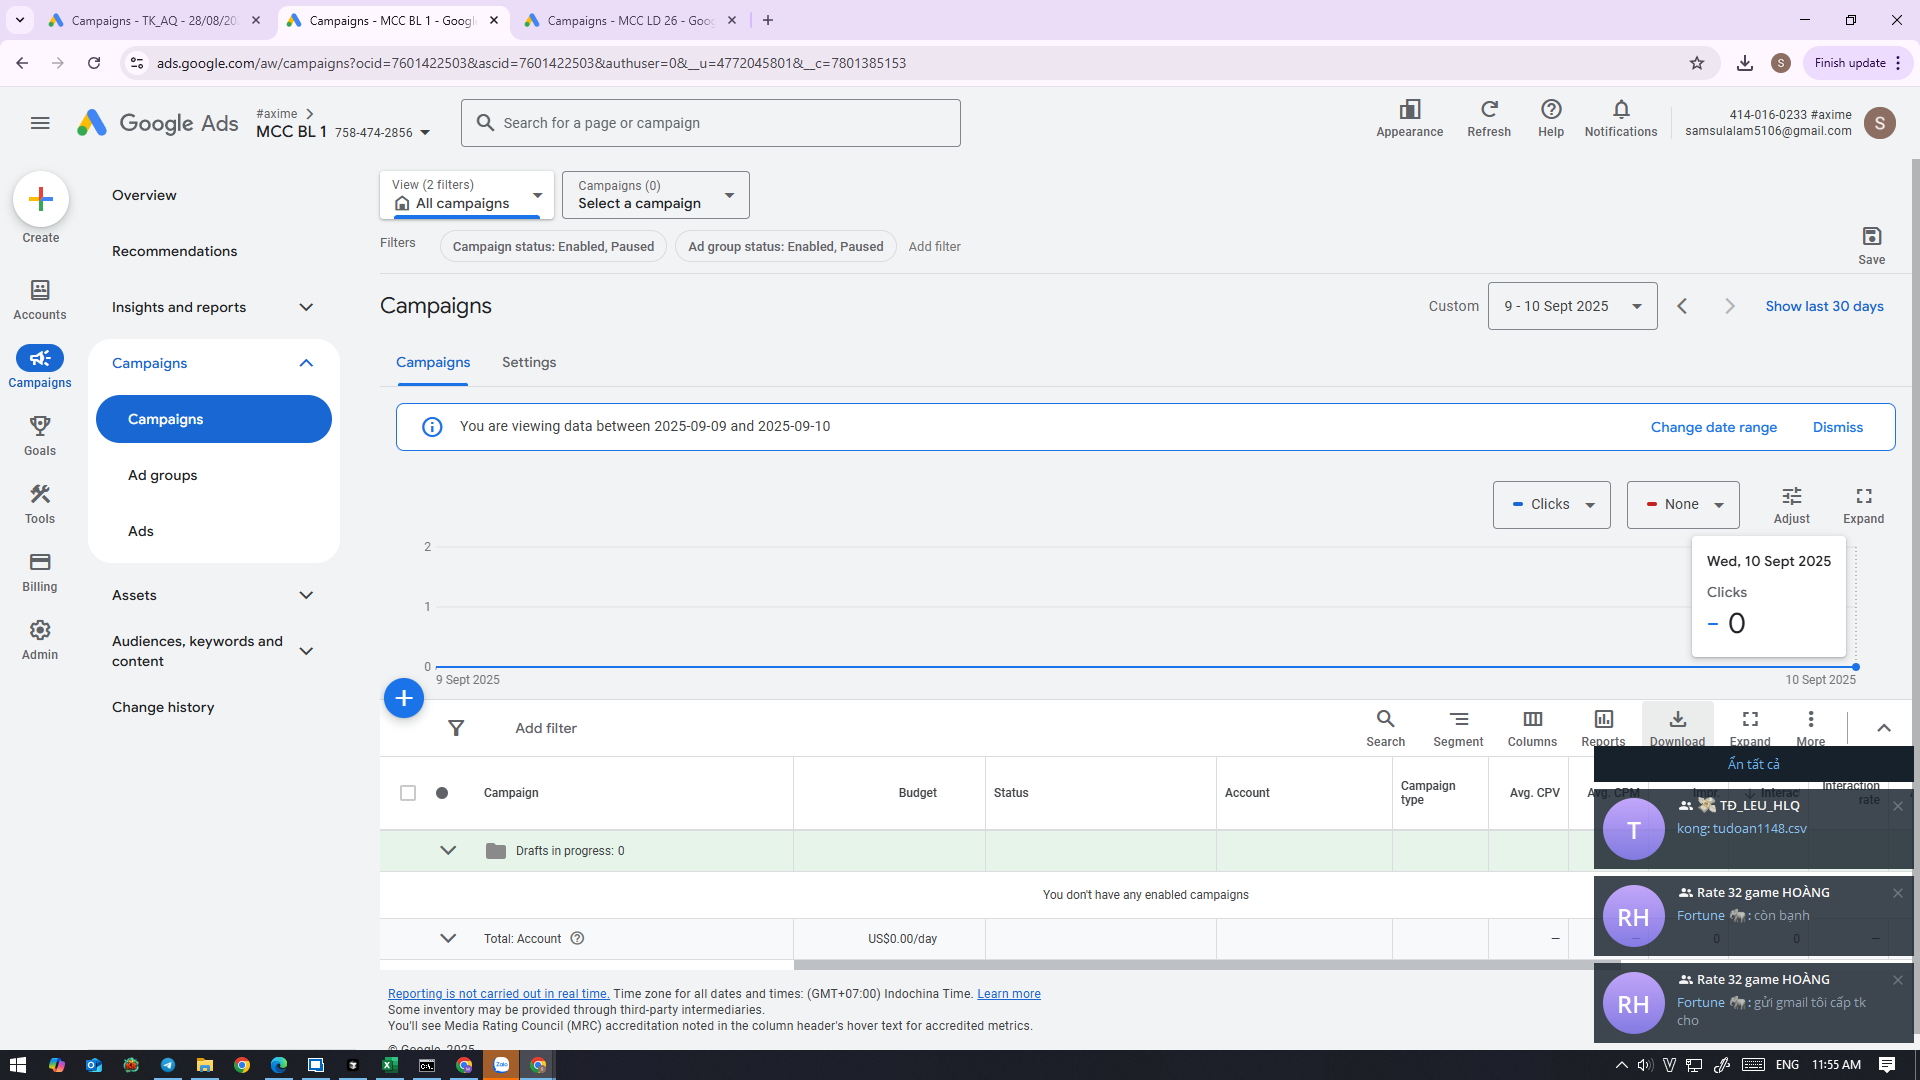 Campaigns - TK_AQ - 28/08/20
Campaigns - MCC BL 1 - Google
Campaigns - MCC LD 26 - Goo
ads.google.com/aw/campaigns?ocid=7601422503&ascid=7601422503&authuser=0&__u=4772045801&__c=7801385153
S
Finish update
Google Ads
#axime
MCC BL 1 758-474-2856
Search for a page or campaign
Appearance
Refresh
Help
Notifications
414-016-0233 #axime
samsulalam5106@gmail.com
S
Create
Accounts
Campaigns
Goals
Tools
Billing
Admin
Overview
Recommendations
Insights and reports
Campaigns
Campaigns
Ad groups
Ads
Assets
Audiences, keywords and
content
Change history
View (2 filters)
All campaigns
Campaigns (0)
Select a campaign
Filters
Campaign status: Enabled, Paused
Ad group status: Enabled, Paused
Add filter
Save
Campaigns
Custom
9 - 10 Sept 2025
Show last 30 days
Campaigns
Settings
You are viewing data between 2025-09-09 and 2025-09-10
Change date range
Dismiss
Clicks
None
Adjust
Expand
2
1
0
9 Sept 2025
10 Sept 2025
Wed, 10 Sept 2025
Clicks
0
Add filter
Search
Segment
Columns
Reports
Download
Expand
More
Campaign
Budget
Status
Account
Campaign
type
Avg. CPV
Avg. CPM
Impr.
Interac
Interaction
rate
Drafts in progress: 0
You don't have any enabled campaigns
Total: Account
US$0.00/day
—
—
0
0
—
Reporting is not carried out in real time. Time zone for all dates and times: (GMT+07:00) Indochina Time. Learn more
Some inventory may be provided through third-party intermediaries.
You'll see Media Rating Council (MRC) accreditation noted in the column header's hover text for accredited metrics.
© Google, 2025
Ẩn tất cả
T
TĐ_LEU_HLQ
kong: tudoan1148.csv
RH
Rate 32 game HOÀNG
Fortune 🐘: còn bạnh
RH
Rate 32 game HOÀNG
Fortune 🐘: gửi gmail tôi cấp tk
cho
Zalo
ENG
11:55 AM